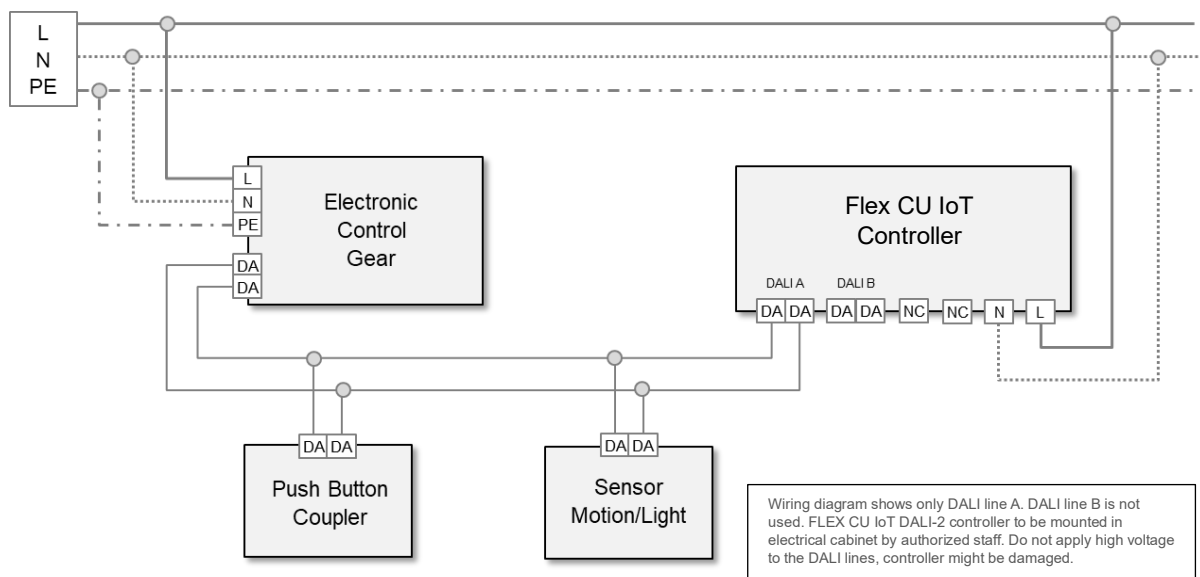 L
N
PE
L
N
PE
DA
DA
Electronic
Control
Gear
Flex CU IoT
Controller
DALI A
DALI B
DA DA
DA DA
NC
NC
N
L
DA DA
Push Button
Coupler
DA DA
Sensor
Motion/Light
Wiring diagram shows only DALI line A. DALI line B is not
used. FLEX CU IoT DALI-2 controller to be mounted in
electrical cabinet by authorized staff. Do not apply high voltage
to the DALI lines, controller might be damaged.